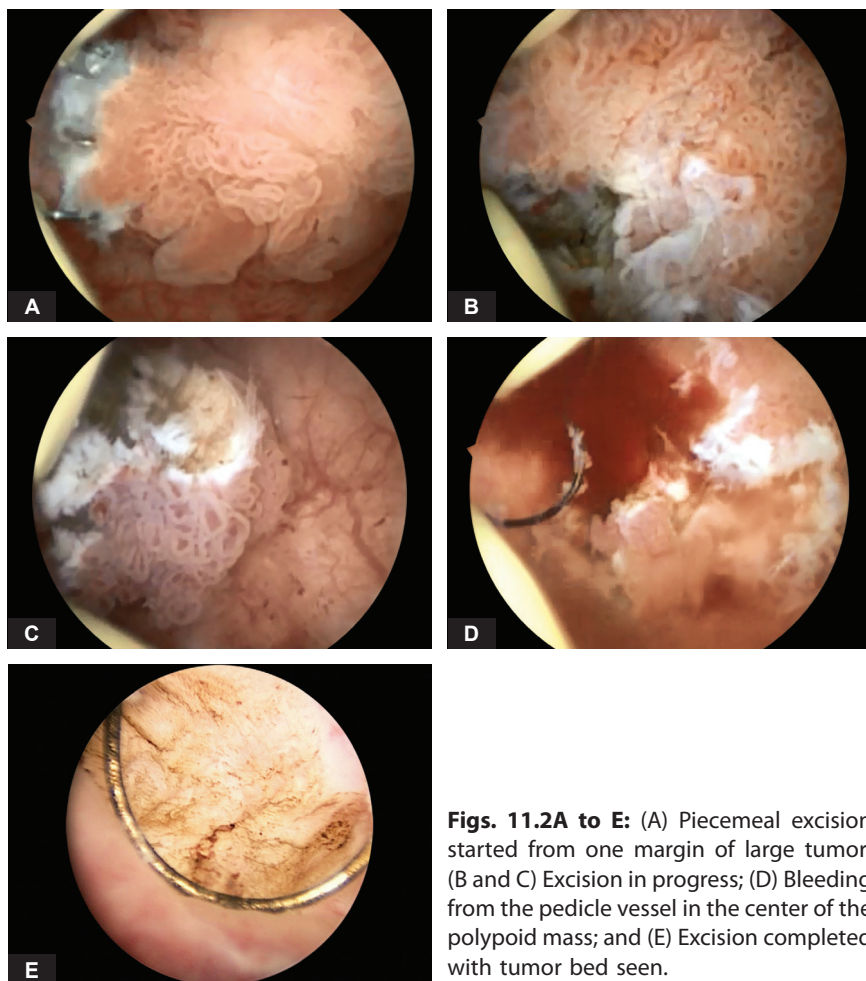 A
B
C
D
E
Figs. 11.2A to E: (A) Piecemeal excision
started from one margin of large tumor
(B and C) Excision in progress; (D) Bleeding
from the pedicle vessel in the center of the
polypoid mass; and (E) Excision completed
with tumor bed seen.